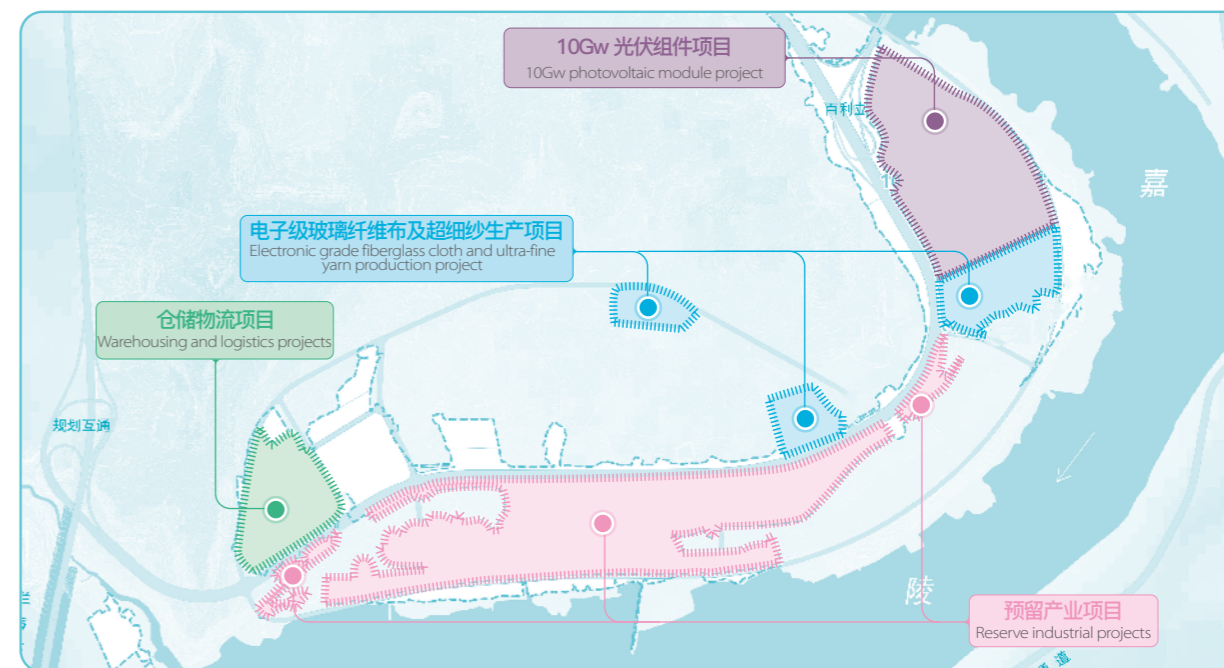 10Gw 光伏组件项目
10Gw photovoltaic module project
百利立
1
嘉
电子级玻璃纤维布及超细纱生产项目
Electronic grade fiberglass cloth and ultra-fine
yarn production project
仓储物流项目
Warehousing and logistics projects
规划互通
陵
预留产业项目
Reserve industrial projects
道